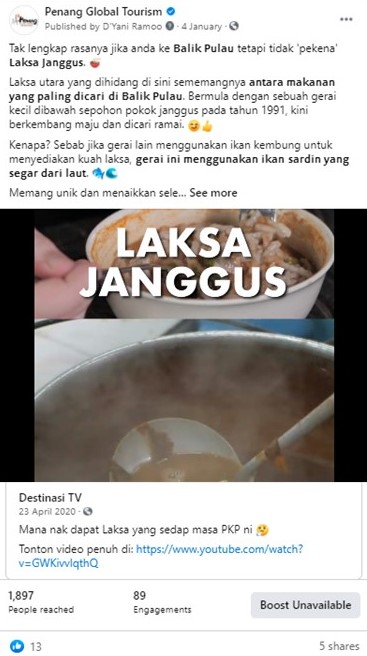 Penang Global Tourism
Published by D'Yani Ramoo · 4 January ·
Tak lengkap rasanya jika anda ke Balik Pulau tetapi tidak 'pekena'
Laksa Janggus.
Laksa utara yang dihidang di sini sememangnya antara makanan
yang paling dicari di Balik Pulau. Bermula dengan sebuah gerai
kecil dibawah sepohon pokok janggus pada tahun 1991, kini
berkembang maju dan dicari ramai.
Kenapa? Sebab jika gerai lain menggunakan ikan kembung untuk
menyediakan kuah laksa, gerai ini menggunakan ikan sardin yang
segar dari laut.
Memang unik dan menaikkan sele... See more
LAKSA
JANGGUS
Destinasi TV
23 April 2020 ·
Mana nak dapat Laksa yang sedap masa PKP ni
Tonton video penuh di: https://www.youtube.com/watch?
v=GWKivvlqthQ
1,897
People reached
89
Engagements
Boost Unavailable
13
5 shares